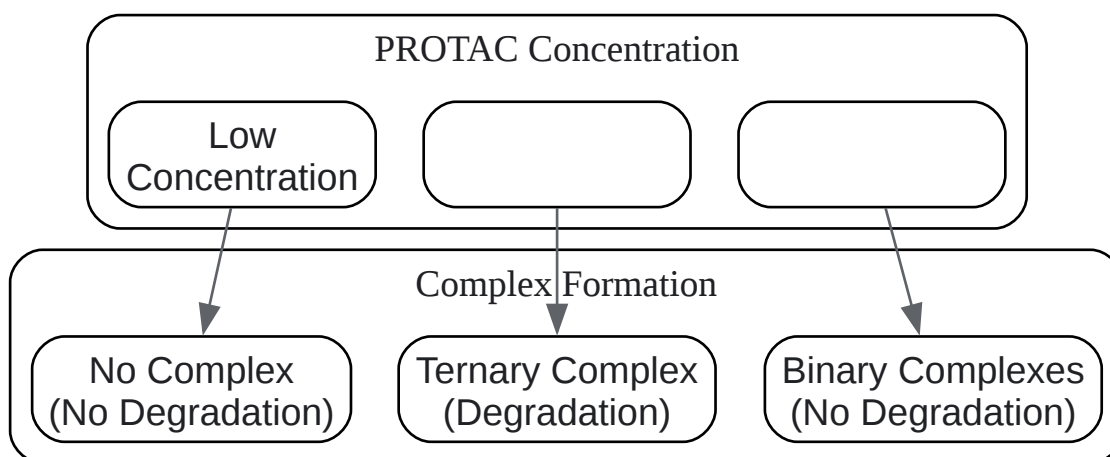 PROTAC Concentration
Low
Concentration
Complex Formation
No Complex
(No Degradation)
Ternary Complex
(Degradation)
Binary Complexes
(No Degradation)